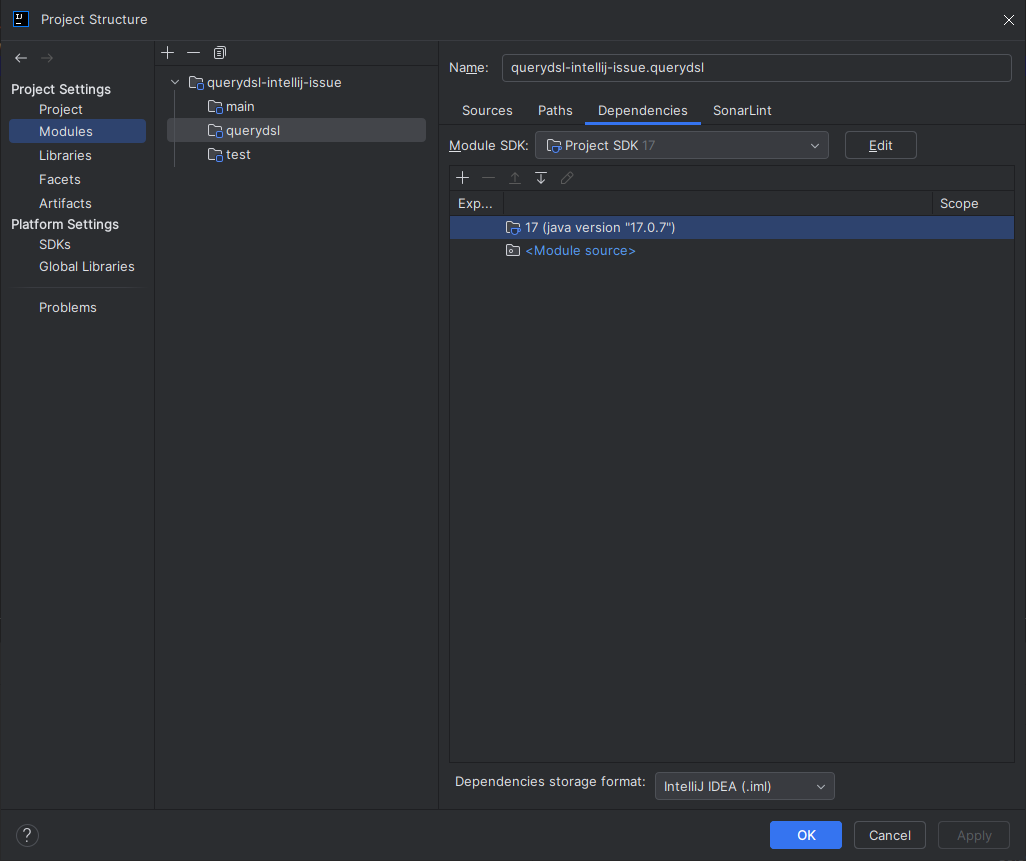 Project Structure
Project Settings
Project
Modules
Libraries
Facets
Artifacts
Platform Settings
SDKs
Global Libraries
Problems
querydsl-intellij-issue
main
querydsl
test
Name: querydsl-intellij-issue.querydsl
Sources Paths Dependencies SonarLint
Module SDK: Project SDK 17 Edit
Exp... Scope
17 (java version "17.0.7")
<Module source>
Dependencies storage format: IntelliJ IDEA (.iml)
? OK Cancel Apply